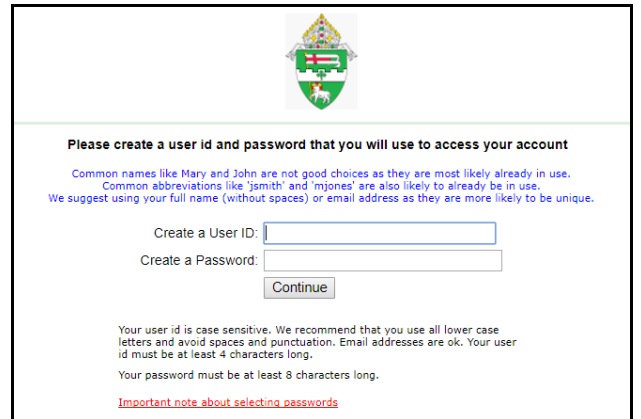 Please create a user id and password that you will use to access your account
Common names like Mary and John are not good choices as they are most likely already in use.
Common abbreviations like 'jsmith' and 'mjones' are also likely to already be in use.
We suggest using your full name (without spaces) or email address as they are more likely to be unique.
Create a User ID:
Create a Password:
Continue
Your user id is case sensitive. We recommend that you use all lower case
letters and avoid spaces and punctuation. Email addresses are ok. Your user
id must be at least 4 characters long.
Your password must be at least 8 characters long.
Important note about selecting passwords